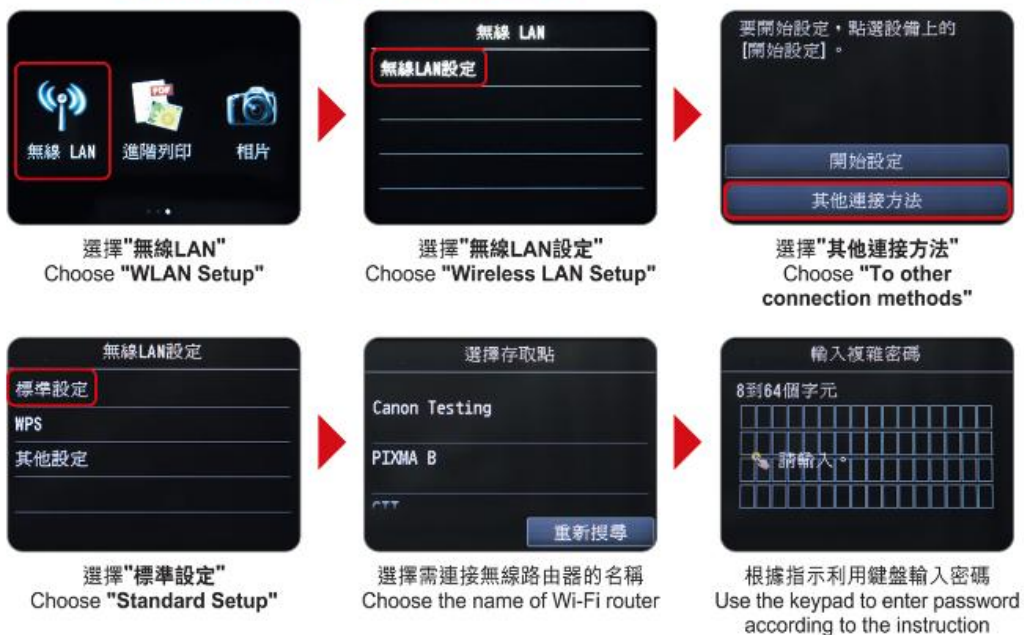 無線 LAN
進階列印
相片
PDF
選擇"無線LAN"
Choose "WLAN Setup"
無線 LAN
無線LAN設定
選擇"無線LAN設定"
Choose "Wireless LAN Setup"
要開始設定，點選設備上的
[開始設定]。
開始設定
其他連接方法
選擇"其他連接方法"
Choose "To other
connection methods"
無線LAN設定
標準設定
WPS
其他設定
選擇"標準設定"
Choose "Standard Setup"
選擇存取點
Canon Testing
PIXMA B
重新搜尋
選擇需連接無線路由器的名稱
Choose the name of Wi-Fi router
輸入複雜密碼
8到64個字元
請輸入。
根據指示利用鍵盤輸入密碼
Use the keypad to enter password
according to the instruction